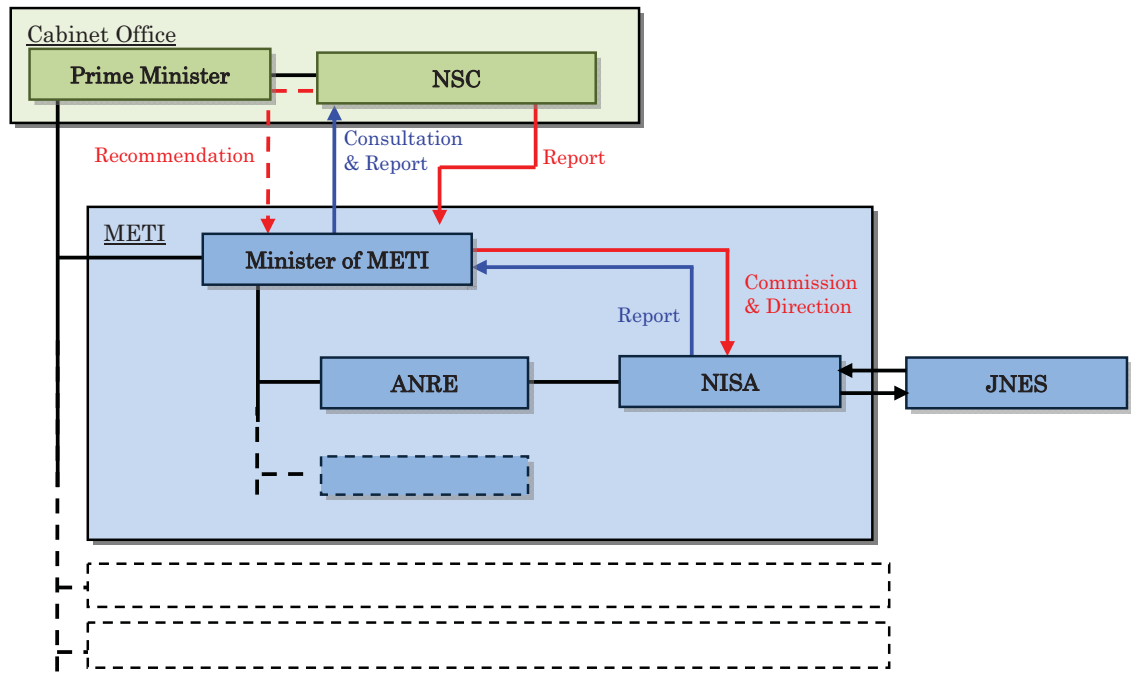 Cabinet Office
Prime Minister
NSC
Recommendation
Consultation
& Report
Report
METI
Minister of METI
Commission
& Direction
Report
ANRE
NISA
JNES